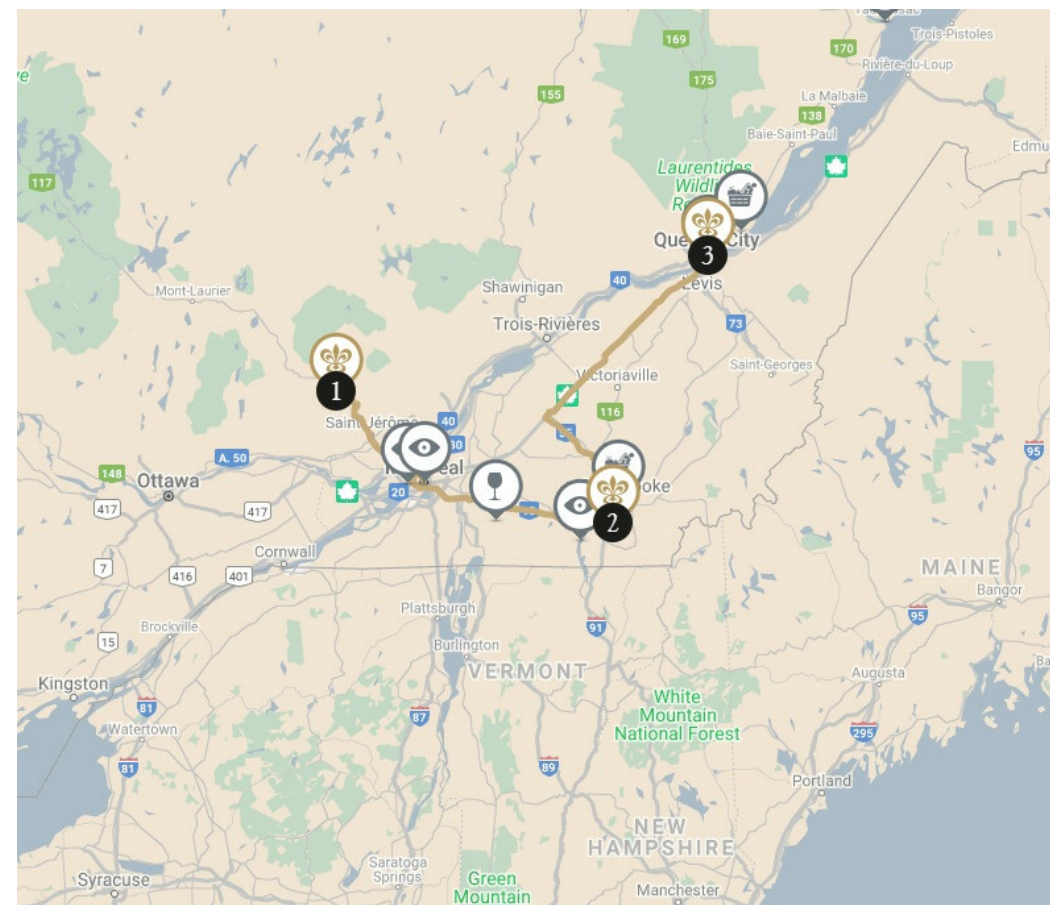 Trois-Pistoles
169
170
Rivière-du-Loup
175
La Malbaie
155
138
Baie-Saint-Paul
Edmu
Laurentides
117
City
3
Mont-Laurier
Shawinigan
40
Lévis
Trois-Rivières
73
Saint-Georges
1
Victoriaville
116
Saint-Jérôme
40
A. 50
148
Ottawa
20
95
417
417
2
Cornwall
7
416
401
MAINE
Bangor
Plattsburgh
95
Brockville
91
15
Burlington
VERMONT
Augusta
Kingston
White
Mountain
National Forest
81
87
Watertown
295
81
89
Portland
NEW
HAMPSHIRE
Saratoga
Springs
Syracuse
Green
Mountain
Manchester